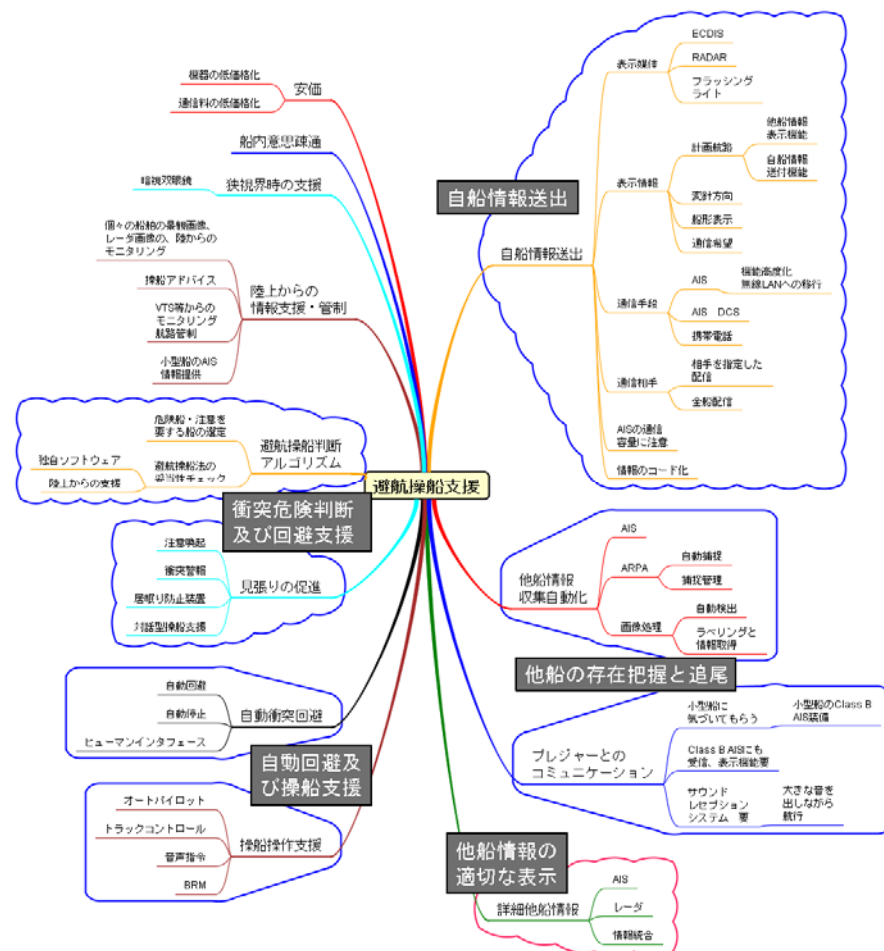 機器の低価格化
通信料の低価格化
安価
船内意思疎通
暗視双眼鏡
狭視界時の支援
個々の船舶の景観画像、
レーダ画像の、陸からの
モニタリング
操船アドバイス
VTS等からの
モニタリング
航路管制
小型船のAIS
情報提供
陸上からの
情報支援・管制
危険船・注意を
要する船の選定
独自ソフトウェア
陸上からの支援
避航操船法の
妥当性チェック
避航操船判断
アルゴリズム
避航操船支援
衝突危険判断
及び回避支援
注意喚起
衝突警報
居眠り防止装置
対話型操船支援
見張りの促進
自動回避
自動停止
ヒューマンインタフェース
自動衝突回避
自動回避及
び操船支援
オートパイロット
トラックコントロール
音声指令
BRM
操船操作支援
自船情報送出
自船情報送出
表示媒体
ECDIS
RADAR
フラッシング
ライト
表示情報
計画航路
他船情報
表示機能
自船情報
送付機能
変針方向
船形表示
通信希望
通信手段
AIS
機能高度化
無線LANへの移行
AIS DCS
携帯電話
通信相手
相手を指定した
配信
全船配信
AISの通信
容量に注意
情報のコード化
他船情報
収集自動化
AIS
ARPA
自動捕捉
捕捉管理
画像処理
自動検出
ラベリングと
情報取得
他船の存在把握と追尾
プレジャーとの
コミュニケーション
小型船に
気づいてもらう
小型船のClass B
AIS装備
Class B AISにも
受信、表示機能要
サウンド
レセプション
システム 要
大きな音を
出しながら
航行
他船情報の
適切な表示
詳細他船情報
AIS
レーダ
情報統合